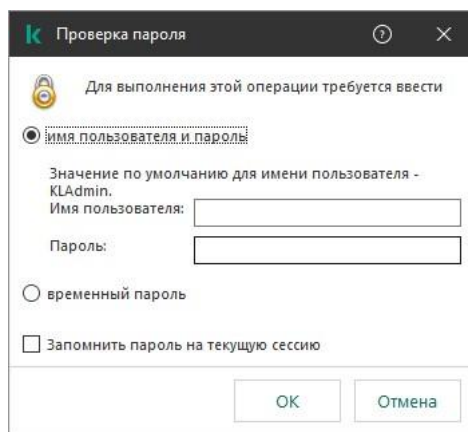 Проверка пароля
Для выполнения этой операции требуется ввести
имя пользователя и пароль
Значение по умолчанию для имени пользователя -
KLAdmin.
Имя пользователя:
Пароль:
временный пароль
Запомнить пароль на текущую сессию
ОК Отмена